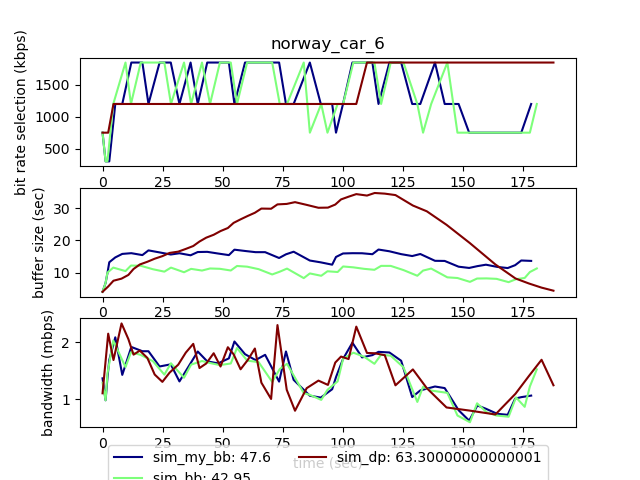 norway_car_6
bit rate selection (kbps)
1500
1000
500
0 25 50 75 100 125 150 175
buffer size (sec)
30
20
10
0 25 50 75 100 125 150 175
bandwidth (mbps)
2
1
0 25 50 75 100 125 150 175
time (sec)
sim_my_bb: 47.6
sim_dp: 63.30000000000001
sim_bb: 42.95